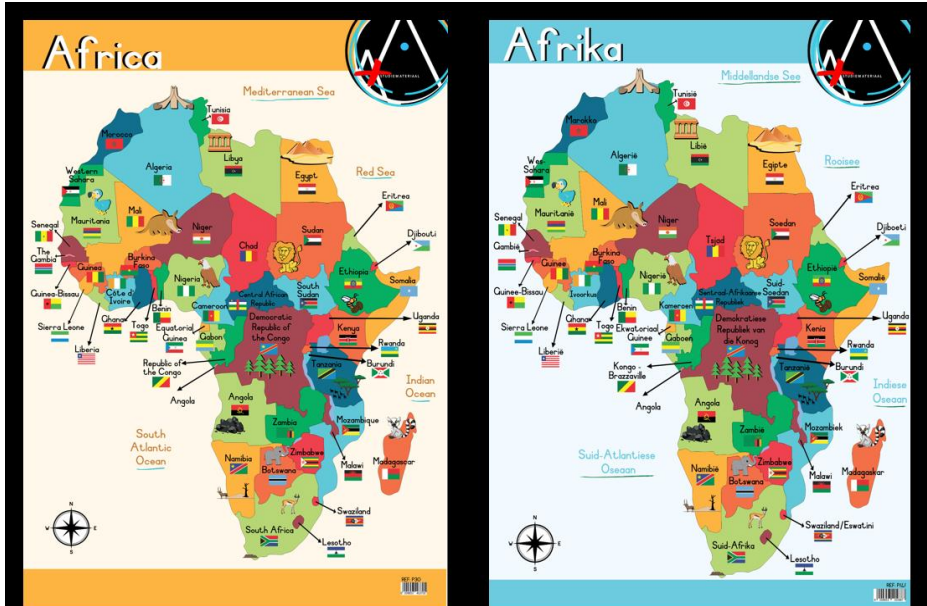 Africa
STUDIEMATERIAAL
Mediterranean Sea
Tunisia
Morocco
Algeria
Libya
Egypt
Western
Sahara
Red Sea
Mauritania
Mali
Niger
Chad
Sudan
Eritrea
Senegal
The
Gambia
Djibouti
Guinea
Burkina
Faso
Nigeria
Ethiopia
Somalia
Guinea-Bissau
Côte d'
Ivoire
Cameroon
Central African
Republic
South
Sudan
Sierra Leone
Ghana
Togo
Benin
Equatorial
Guinea
Gabon
Democratic
Republic of
the Congo
Kenya
Uganda
Liberia
Rwanda
Republic of
the Congo
Tanzania
Burundi
Angola
Indian
Ocean
Angola
Zambia
Mozambique
South
Atlantic
Ocean
Namibia
Botswana
Zimbabwe
Malawi
Madagascar
N
W
E
S
Swaziland
South Africa
Lesotho
Afrika
STUDIEMATERIAAL
Middellandse See
Tunisië
Marokko
Algerië
Libië
Egipte
Wes-
Sahara
Rooisee
Mauritanië
Mali
Niger
Tsjad
Soedan
Eritrea
Senegal
Gambië
Djiboeti
Guinee
Burkina
Faso
Nigerië
Ethiopië
Somalië
Guinee-Bissau
Ivoorkus
Kameroen
Sentraal-Afrikaanse
Republiek
Suid-
Soedan
Sierra Leone
Ghana
Togo
Benin
Ekwatoriaal
Guinee
Gaboen
Demokratiese
Republiek van
die Konog
Kenia
Uganda
Liberië
Rwanda
Kongo -
Brazzaville
Tanzanië
Burundi
Angola
Indiese
Oseaan
Angola
Zambië
Mozambiek
Suid-Atlantiese
Oseaan
Namibië
Botswana
Zimbabwe
Malawi
Madagaskar
N
W
E
S
Swaziland/Eswatini
Suid-Afrika
Lesotho